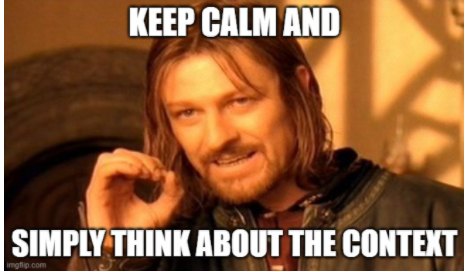 KEEP CALM AND
SIMPLY THINK ABOUT THE CONTEXT
imgflip.com